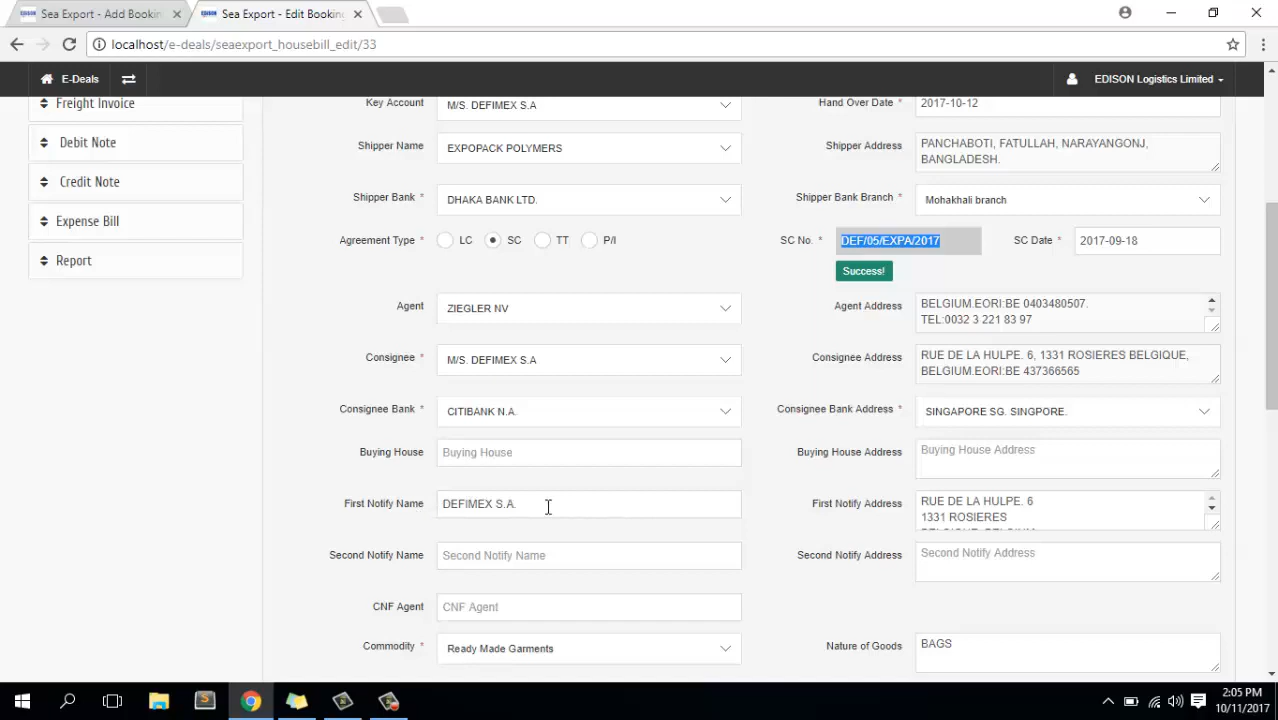 Sea Export - Add Bookin
Sea Export - Edit Bookin
localhost/e-deals/seaexport_housebill_edit/33
E-Deals
EDISON Logistics Limited
Freight Invoice
Key Account
M/S. DEFIMEX S.A
Hand Over Date *
2017-10-12
Debit Note
Shipper Name
EXPOPACK POLYMERS
Shipper Address
PANCHABOTI, FATULLAH, NARAYANGONJ,
BANGLADESH.
Credit Note
Shipper Bank *
DHAKA BANK LTD.
Shipper Bank Branch *
Mohakhali branch
Expense Bill
Agreement Type *
LC
SC
TT
P/I
SC No. *
DEF/05/EXPA/2017
SC Date *
2017-09-18
Report
Success!
Agent
ZIEGLER NV
Agent Address
BELGIUM.EORI:BE 0403480507.
TEL:0032 3 221 83 97
Consignee *
M/S. DEFIMEX S.A
Consignee Address
RUE DE LA HULPE. 6, 1331 ROSIERES BELGIQUE,
BELGIUM.EORI:BE 437366565
Consignee Bank *
CITIBANK N.A.
Consignee Bank Address *
SINGAPORE SG. SINGPORE.
Buying House
Buying House
Buying House Address
Buying House Address
First Notify Name
DEFIMEX S.A.
First Notify Address
RUE DE LA HULPE. 6
1331 ROSIERES
Second Notify Name
Second Notify Name
Second Notify Address
Second Notify Address
CNF Agent
CNF Agent
Commodity *
Ready Made Garments
Nature of Goods
BAGS
2:05 PM
10/11/2017